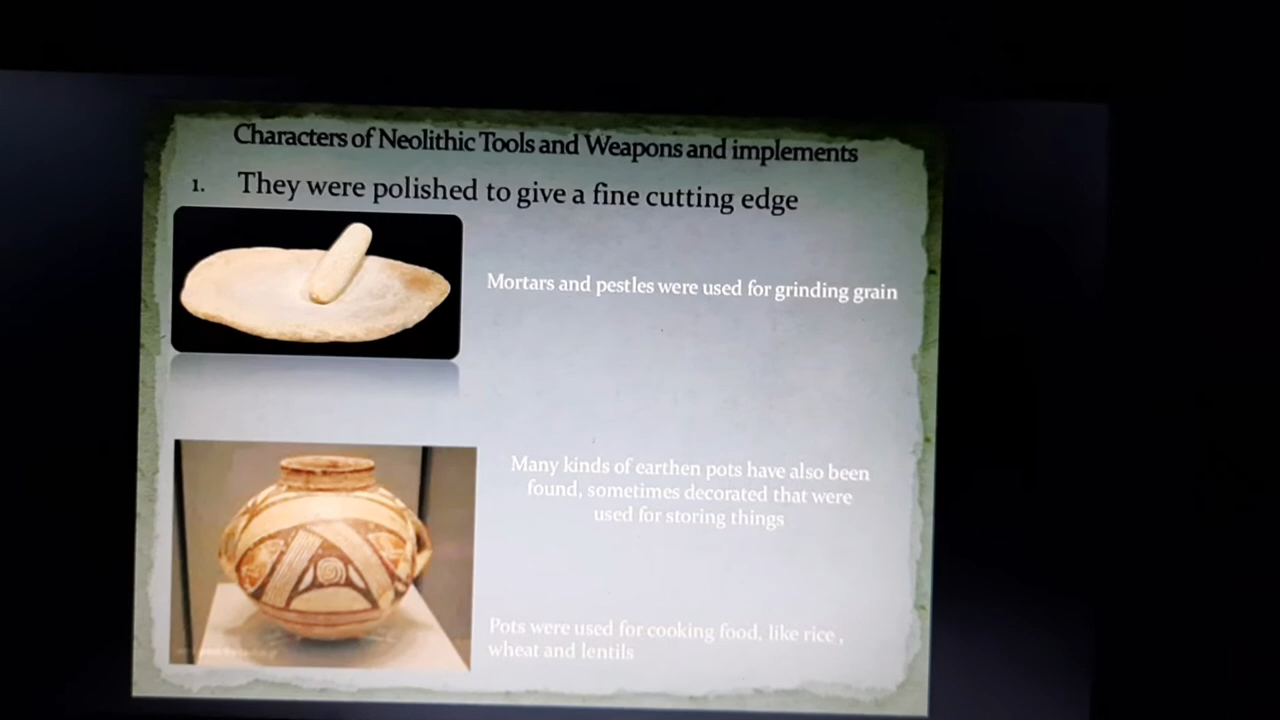 Characters of Neolithic Tools and Weapons and implements
1. They were polished to give a fine cutting edge
Mortars and pestles were used for grinding grain
Many kinds of earthen pots have also been
found, sometimes decorated that were
used for storing things
Pots were used for cooking food, like rice ,
wheat and lentils